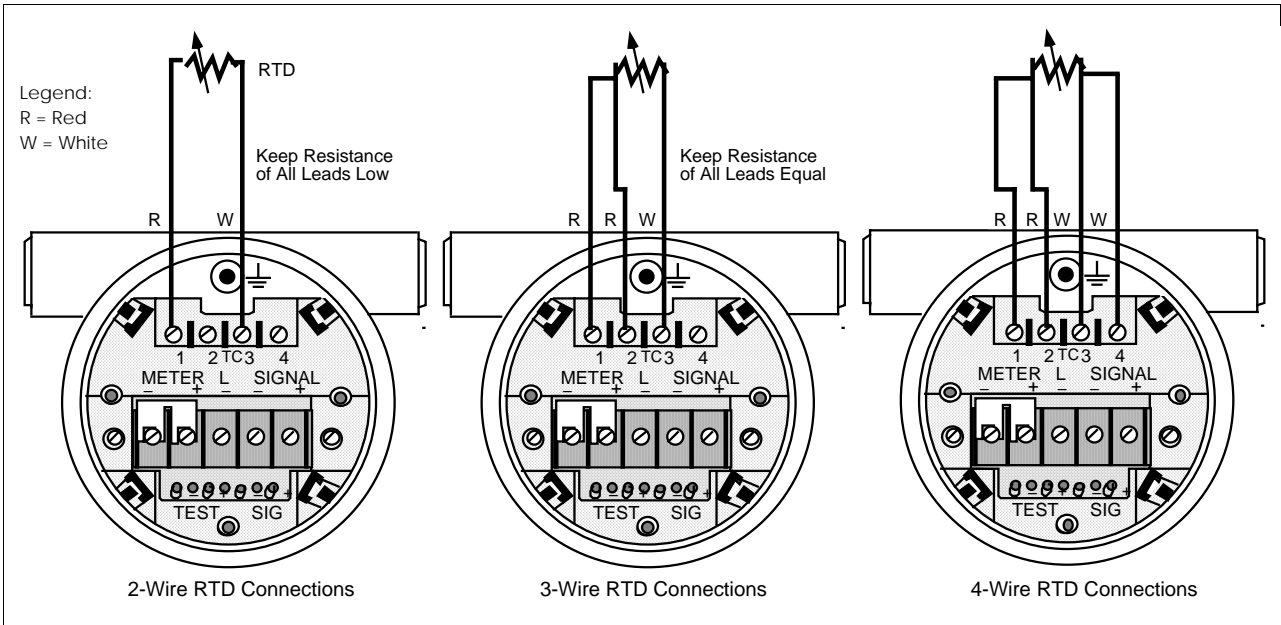 Legend:
R = Red
W = White
RTD
Keep Resistance
of All Leads Low
R W
1 2 TC 3 4
METER L SIGNAL
– + – – +
– + – +
TEST SIG
2-Wire RTD Connections
Keep Resistance
of All Leads Equal
R R W
1 2 TC 3 4
METER L SIGNAL
– + – – +
– + – +
TEST SIG
3-Wire RTD Connections
R R W W
1 2 TC 3 4
METER L SIGNAL
– + – – +
– + – +
TEST SIG
4-Wire RTD Connections